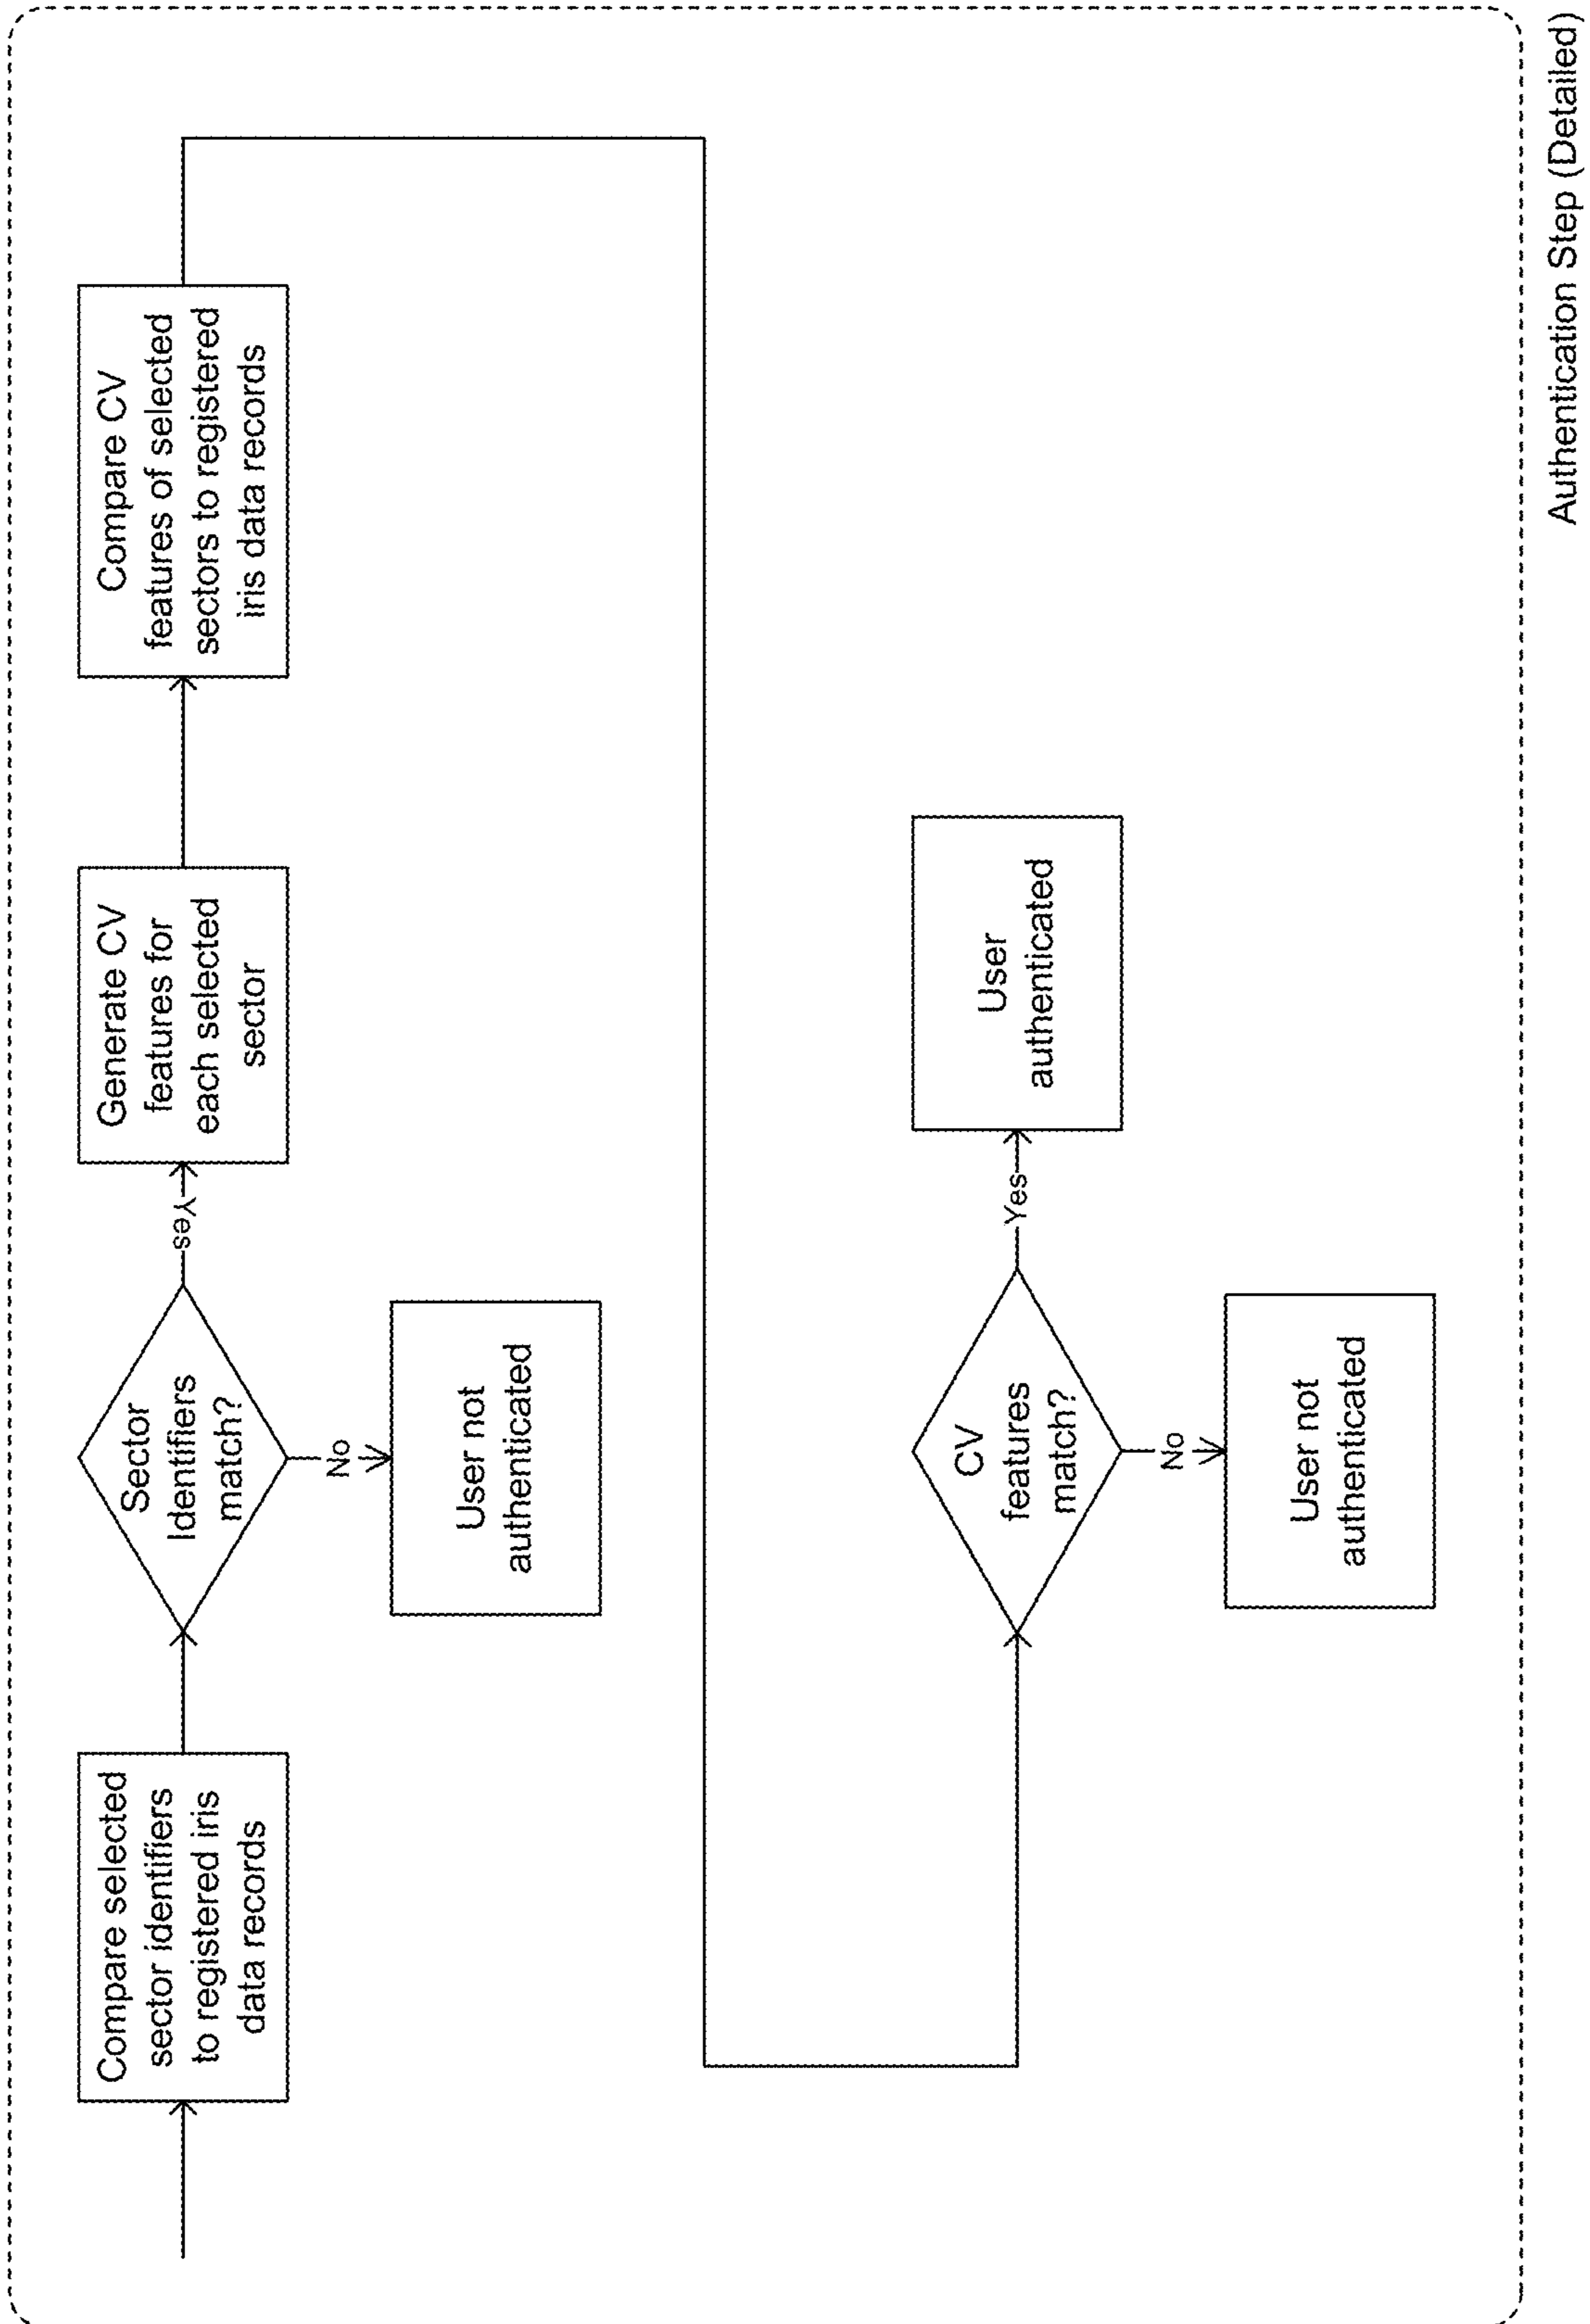 Compare selected
sector identifiers
to registered iris
data records
Sector
Identifiers
match?
Yes
No
User not
authenticated
Generate CV
features for
each selected
sector
Compare CV
features of selected
sectors to registered
iris data records
CV
features
match?
Yes
No
User not
authenticated
User
authenticated
Authentication Step (Detailed)